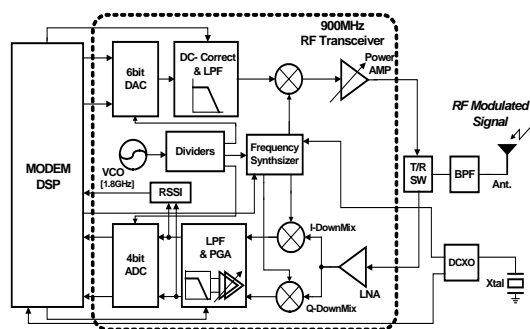 900MHz
RF Transceiver
DC- Correct
& LPF
6bit
DAC
Power
AMP
RF Modulated
Signal
MODEM
DSP
VCO
[1.8GHz]
Dividers
Frequency
Synthsizer
T/R
SW
BPF
Ant.
RSSI
4bit
ADC
LPF
& PGA
I-DownMix
Q-DownMix
LNA
DCXO
Xtal